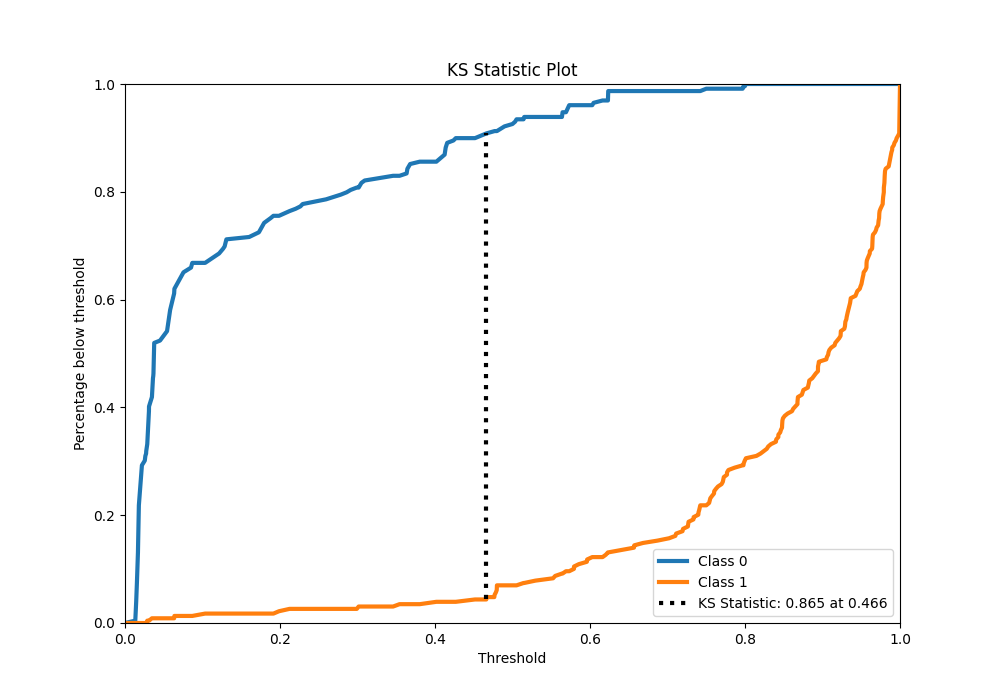 KS Statistic Plot
1.0
0.8
0.6
0.4
0.2
0.0
Percentage below threshold
0.0 0.2 0.4 0.6 0.8 1.0
Threshold
Class 0
Class 1
KS Statistic: 0.865 at 0.466